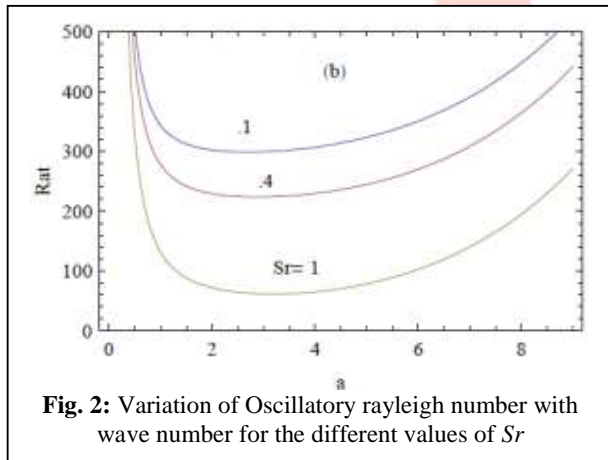 500
(b)
400
.1
300
Rat
.4
200
Sr= 1
100
0
0 2 4 6 8
a
Fig. 2: Variation of Oscillatory rayleigh number with
wave number for the different values of Sr